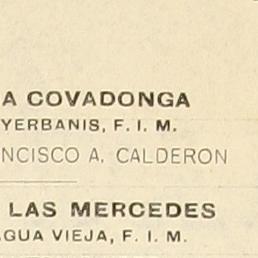 A COVADONGA
YERBANIS, F. I. M.
NCISCO A. CALDERON
LAS MERCEDES
AGUA VIEJA, F. I. M.